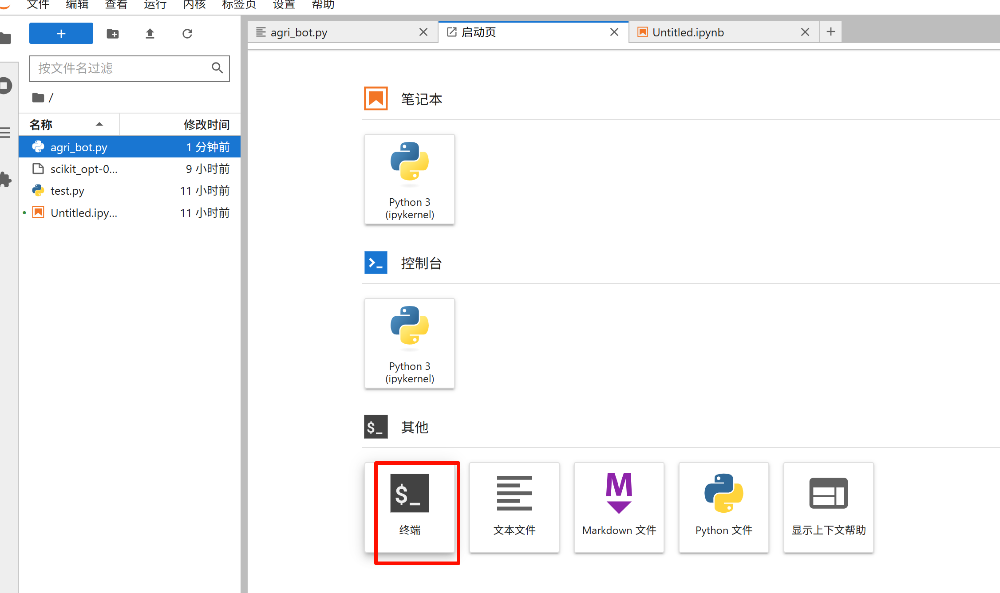 文件 编辑 查看 运行 内核 标签页 设置 帮助
agri_bot.py
启动页
Untitled.ipynb
按文件名过滤
/
名称 修改时间
agri_bot.py 1 分钟前
scikit_opt-0... 9 小时前
test.py 11 小时前
Untitled.ipy... 11 小时前
笔记本
Python 3
(ipykernel)
控制台
Python 3
(ipykernel)
$_ 其他
$_
终端
文本文件
Markdown 文件
Python 文件
显示上下文帮助